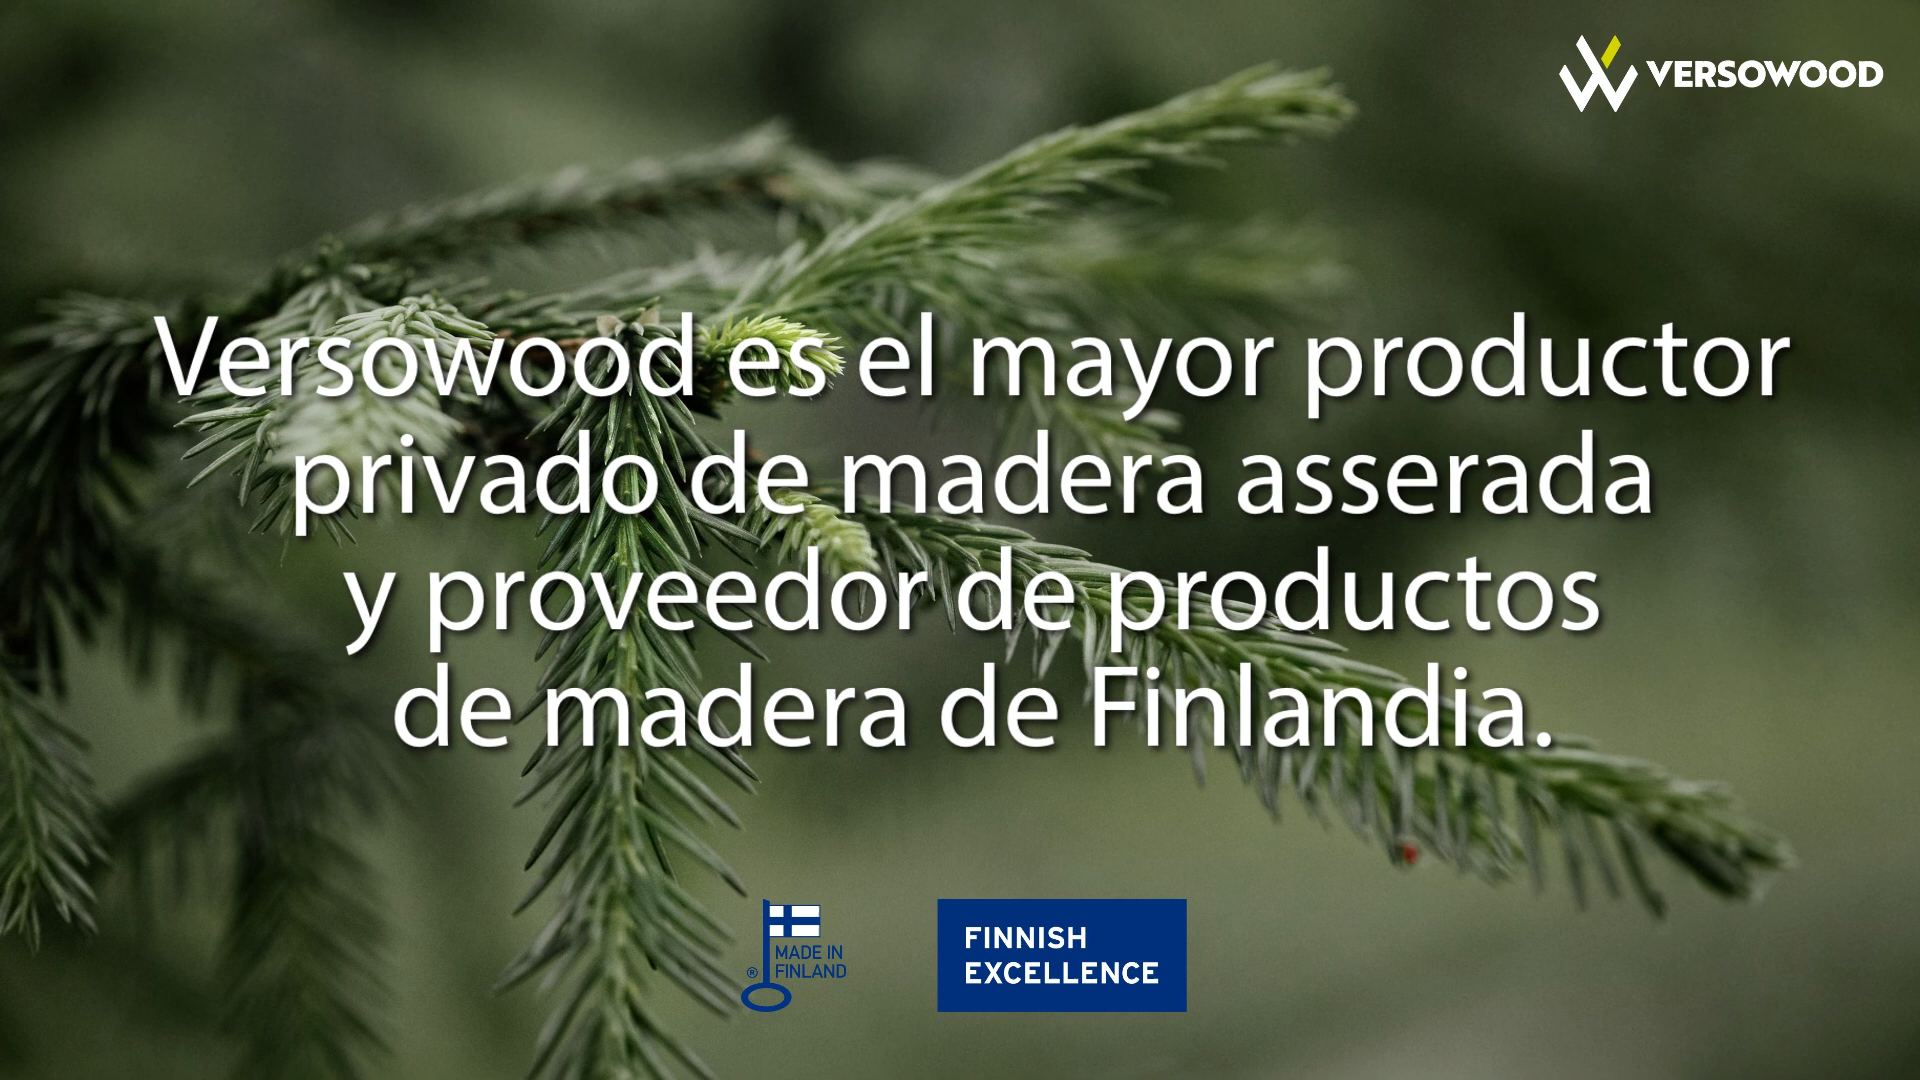 VERSOWOOD
Versowood es el mayor productor
privado de madera asserada
y proveedor de productos
de madera de Finlandia.
MADE IN
® FINLAND
FINNISH
EXCELLENCE